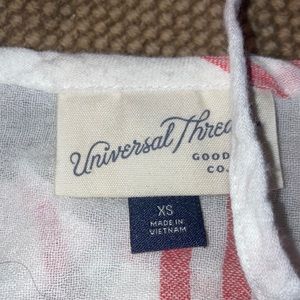 Universal Threa
GOOD
CO.
XS
MADE IN
VIETNAM